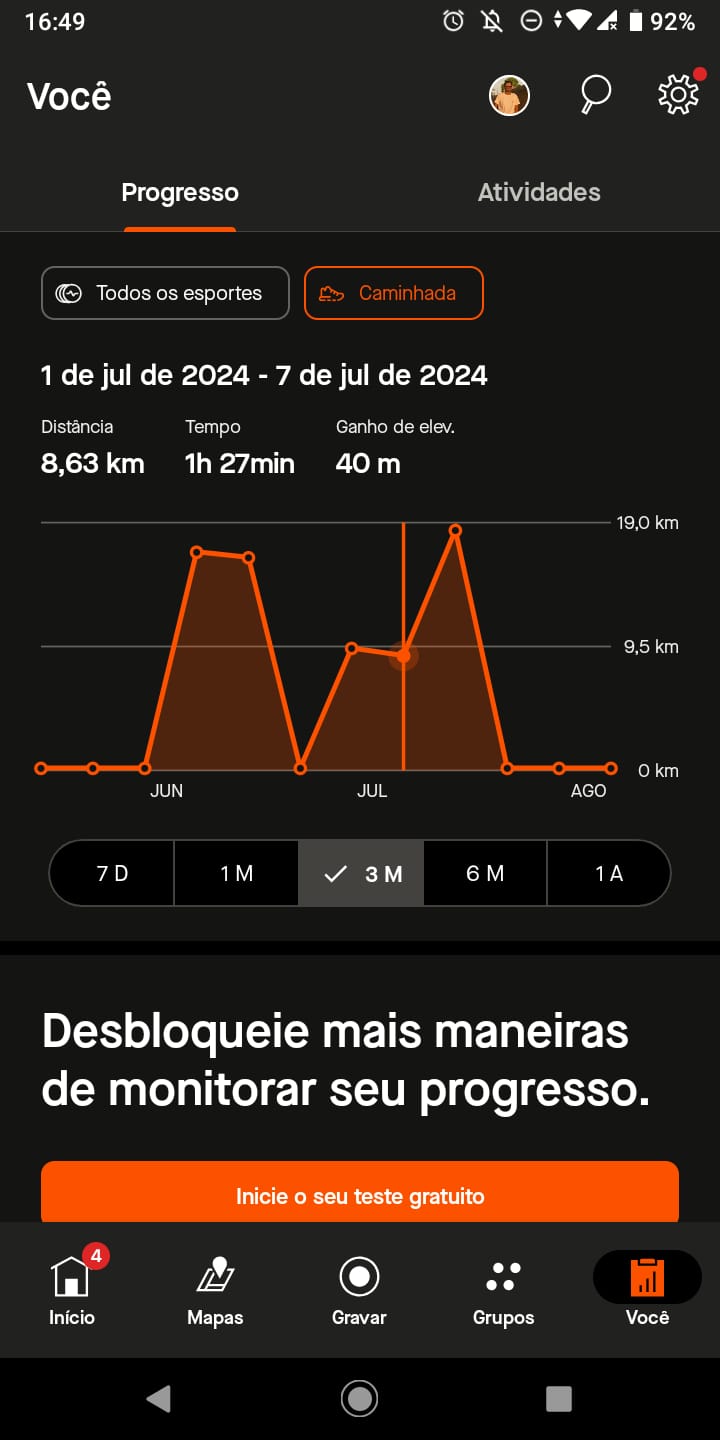 16:49
92%
Você
Progresso
Atividades
Todos os esportes
Caminhada
1 de jul de 2024 - 7 de jul de 2024
Distância
Tempo
Ganho de elev.
8,63 km
1h 27min
40 m
19,0 km
9,5 km
0 km
JUN
JUL
AGO
7 D
1 M
3 M
6 M
1 A
Desbloqueie mais maneiras
de monitorar seu progresso.
Inicie o seu teste gratuito
4
Início
Mapas
Gravar
Grupos
Você